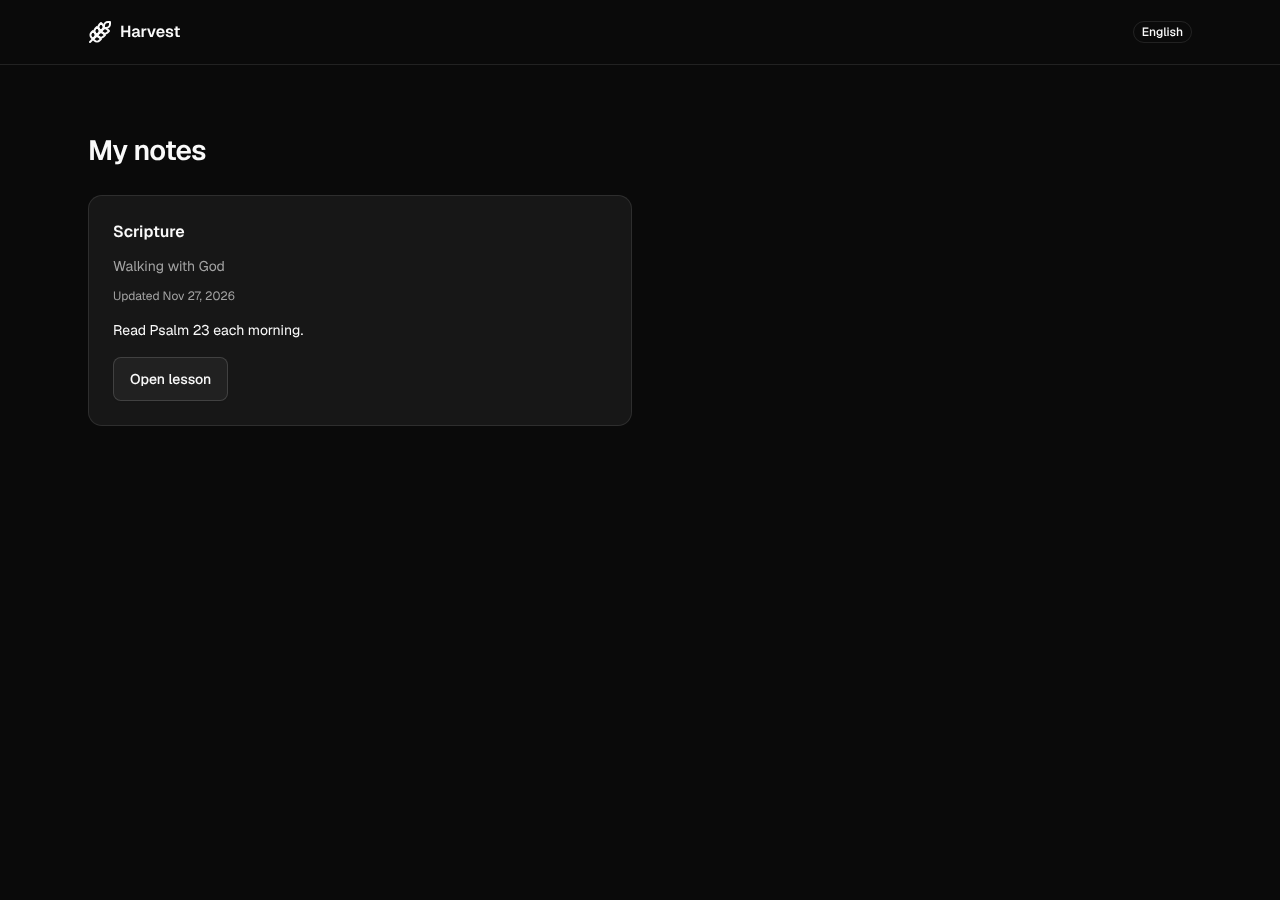 Harvest
English
My notes
Scripture
Walking with God
Updated Nov 27, 2026
Read Psalm 23 each morning.
Open lesson